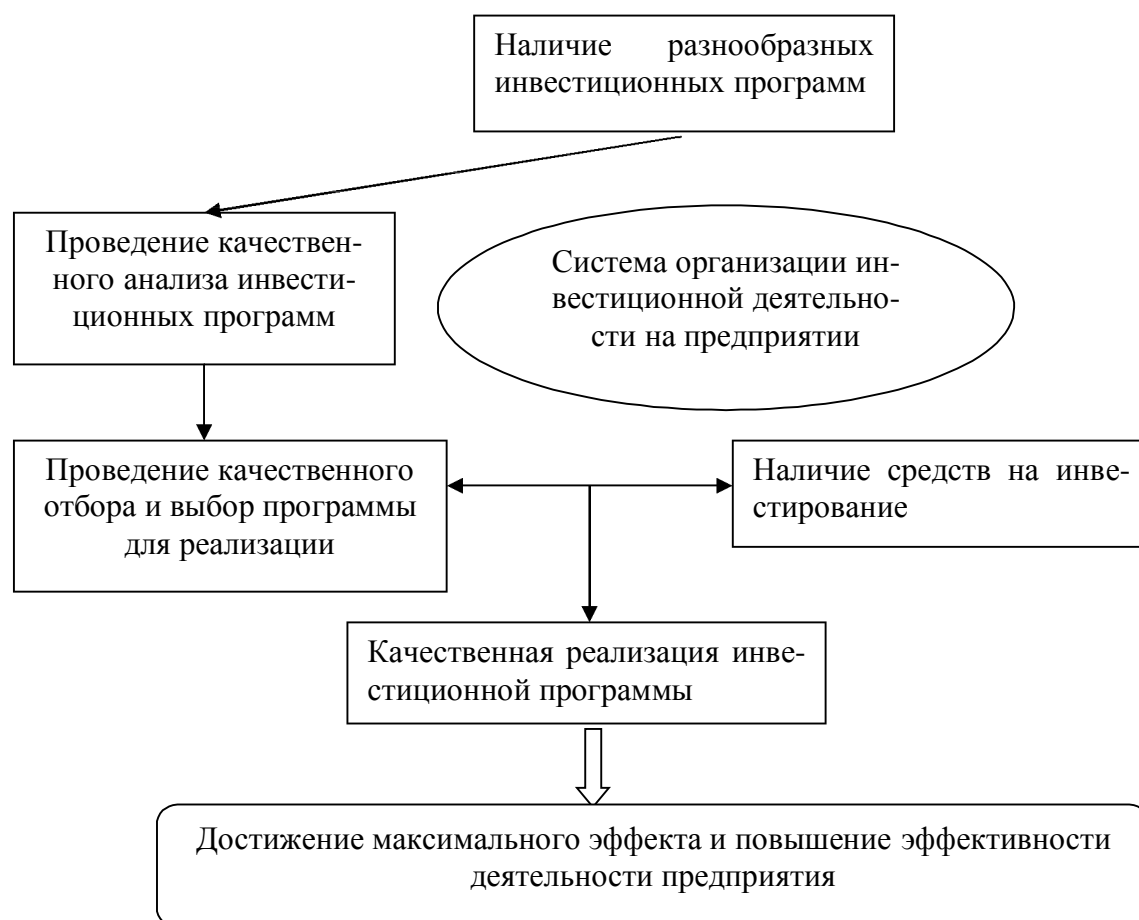 Наличие разнообразных
инвестиционных программ
Проведение качествен-
ного анализа инвести-
ционных программ
Система организации ин-
вестиционной деятельно-
сти на предприятии
Проведение качественного
отбора и выбор программы
для реализации
Наличие средств на инве-
стирование
Качественная реализация инве-
стиционной программы
Достижение максимального эффекта и повышение эффективности
деятельности предприятия